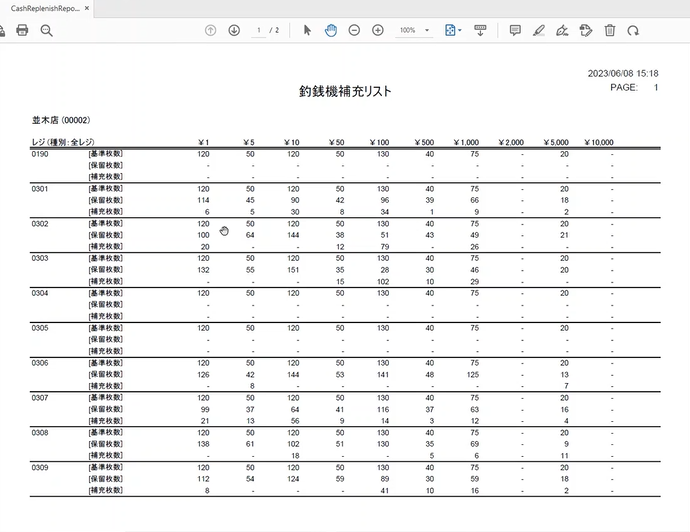 CashReplenishRepo... ×
1 / 2 100%
2023/06/08 15:18
釣銭機補充リスト
PAGE: 1
並木店 (00002)
レジ(種別:全レジ) ¥1 ¥5 ¥10 ¥50 ¥100 ¥500 ¥1,000 ¥2,000 ¥5,000 ¥10,000
0190 [基準枚数] 120 50 120 50 130 40 75 - 20 -
[保留枚数] - - - - - - - - - -
[補充枚数] - - - - - - - - - -
0301 [基準枚数] 120 50 120 50 130 40 75 - 20 -
[保留枚数] 114 45 90 42 96 39 66 - 18 -
[補充枚数] 6 5 30 8 34 1 9 - 2 -
0302 [基準枚数] 120 50 120 50 130 40 75 - 20 -
[保留枚数] 100 64 144 38 51 43 49 - 21 -
[補充枚数] 20 - - 12 79 - 26 - - -
0303 [基準枚数] 120 50 120 50 130 40 75 - 20 -
[保留枚数] 132 55 151 35 28 30 46 - 20 -
[補充枚数] - - - 15 102 10 29 - - -
0304 [基準枚数] 120 50 120 50 130 40 75 - 20 -
[保留枚数] - - - - - - - - - -
[補充枚数] - - - - - - - - - -
0305 [基準枚数] 120 50 120 50 130 40 75 - 20 -
[保留枚数] - - - - - - - - - -
[補充枚数] - - - - - - - - - -
0306 [基準枚数] 120 50 120 50 130 40 75 - 20 -
[保留枚数] 126 42 144 53 141 48 125 - 13 -
[補充枚数] - 8 - - - - - - 7 -
0307 [基準枚数] 120 50 120 50 130 40 75 - 20 -
[保留枚数] 99 37 64 41 116 37 63 - 16 -
[補充枚数] 21 13 56 9 14 3 12 - 4 -
0308 [基準枚数] 120 50 120 50 130 40 75 - 20 -
[保留枚数] 138 61 102 51 130 35 69 - 9 -
[補充枚数] - - 18 - - 5 6 - 11 -
0309 [基準枚数] 120 50 120 50 130 40 75 - 20 -
[保留枚数] 112 54 124 59 89 30 59 - 18 -
[補充枚数] 8 - - - 41 10 16 - 2 -